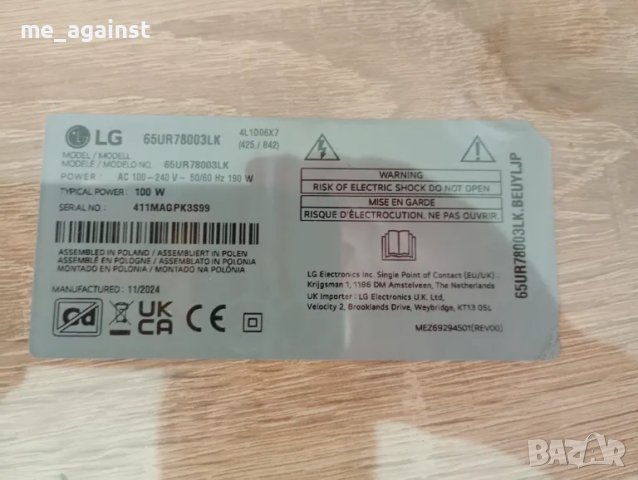 me_against
LG
65UR78003LK
4L1D06X7
(425 / 842)
MODEL / MODELL
MODELE / MODELO NO. 65UR78003LK
POWER : AC 100-240 V~ 50/60 Hz 190 W
TYPICAL POWER : 100 W
SERIAL NO. : 411MAGPK3S99
ASSEMBLED IN POLAND / ASSEMBLIERT IN POLEN
ASSEMBLÉ EN POLOGNE / ASSEMBLATO IN POLONIA
MONTADO EN POLONIA / MONTADO NA POLÓNIA
MANUFACTURED : 11/2024
UK
CA
CE
WARNING
RISK OF ELECTRIC SHOCK DO NOT OPEN
MISE EN GARDE
RISQUE D'ÉLECTROCUTION. NE PAS OUVRIR.
LG Electronics Inc. Single Point of Contact (EU/UK) :
Krijgsman 1, 1186 DM Amstelveen, The Netherlands
UK Importer : LG Electronics U.K. Ltd,
Velocity 2, Brooklands Drive, Weybridge, KT13 0SL
MEZ69294501(REV00)
65UR78003LK.BEUYLJP
BAZAR.BG